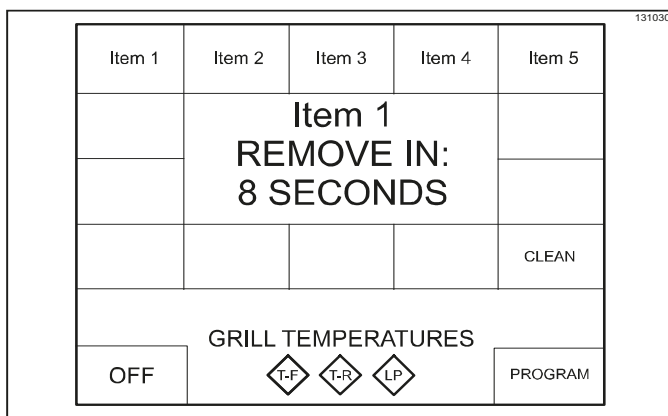 131030
Item 1 Item 2 Item 3 Item 4 Item 5
Item 1
REMOVE IN:
8 SECONDS
CLEAN
GRILL TEMPERATURES
OFF T-F T-R LP PROGRAM